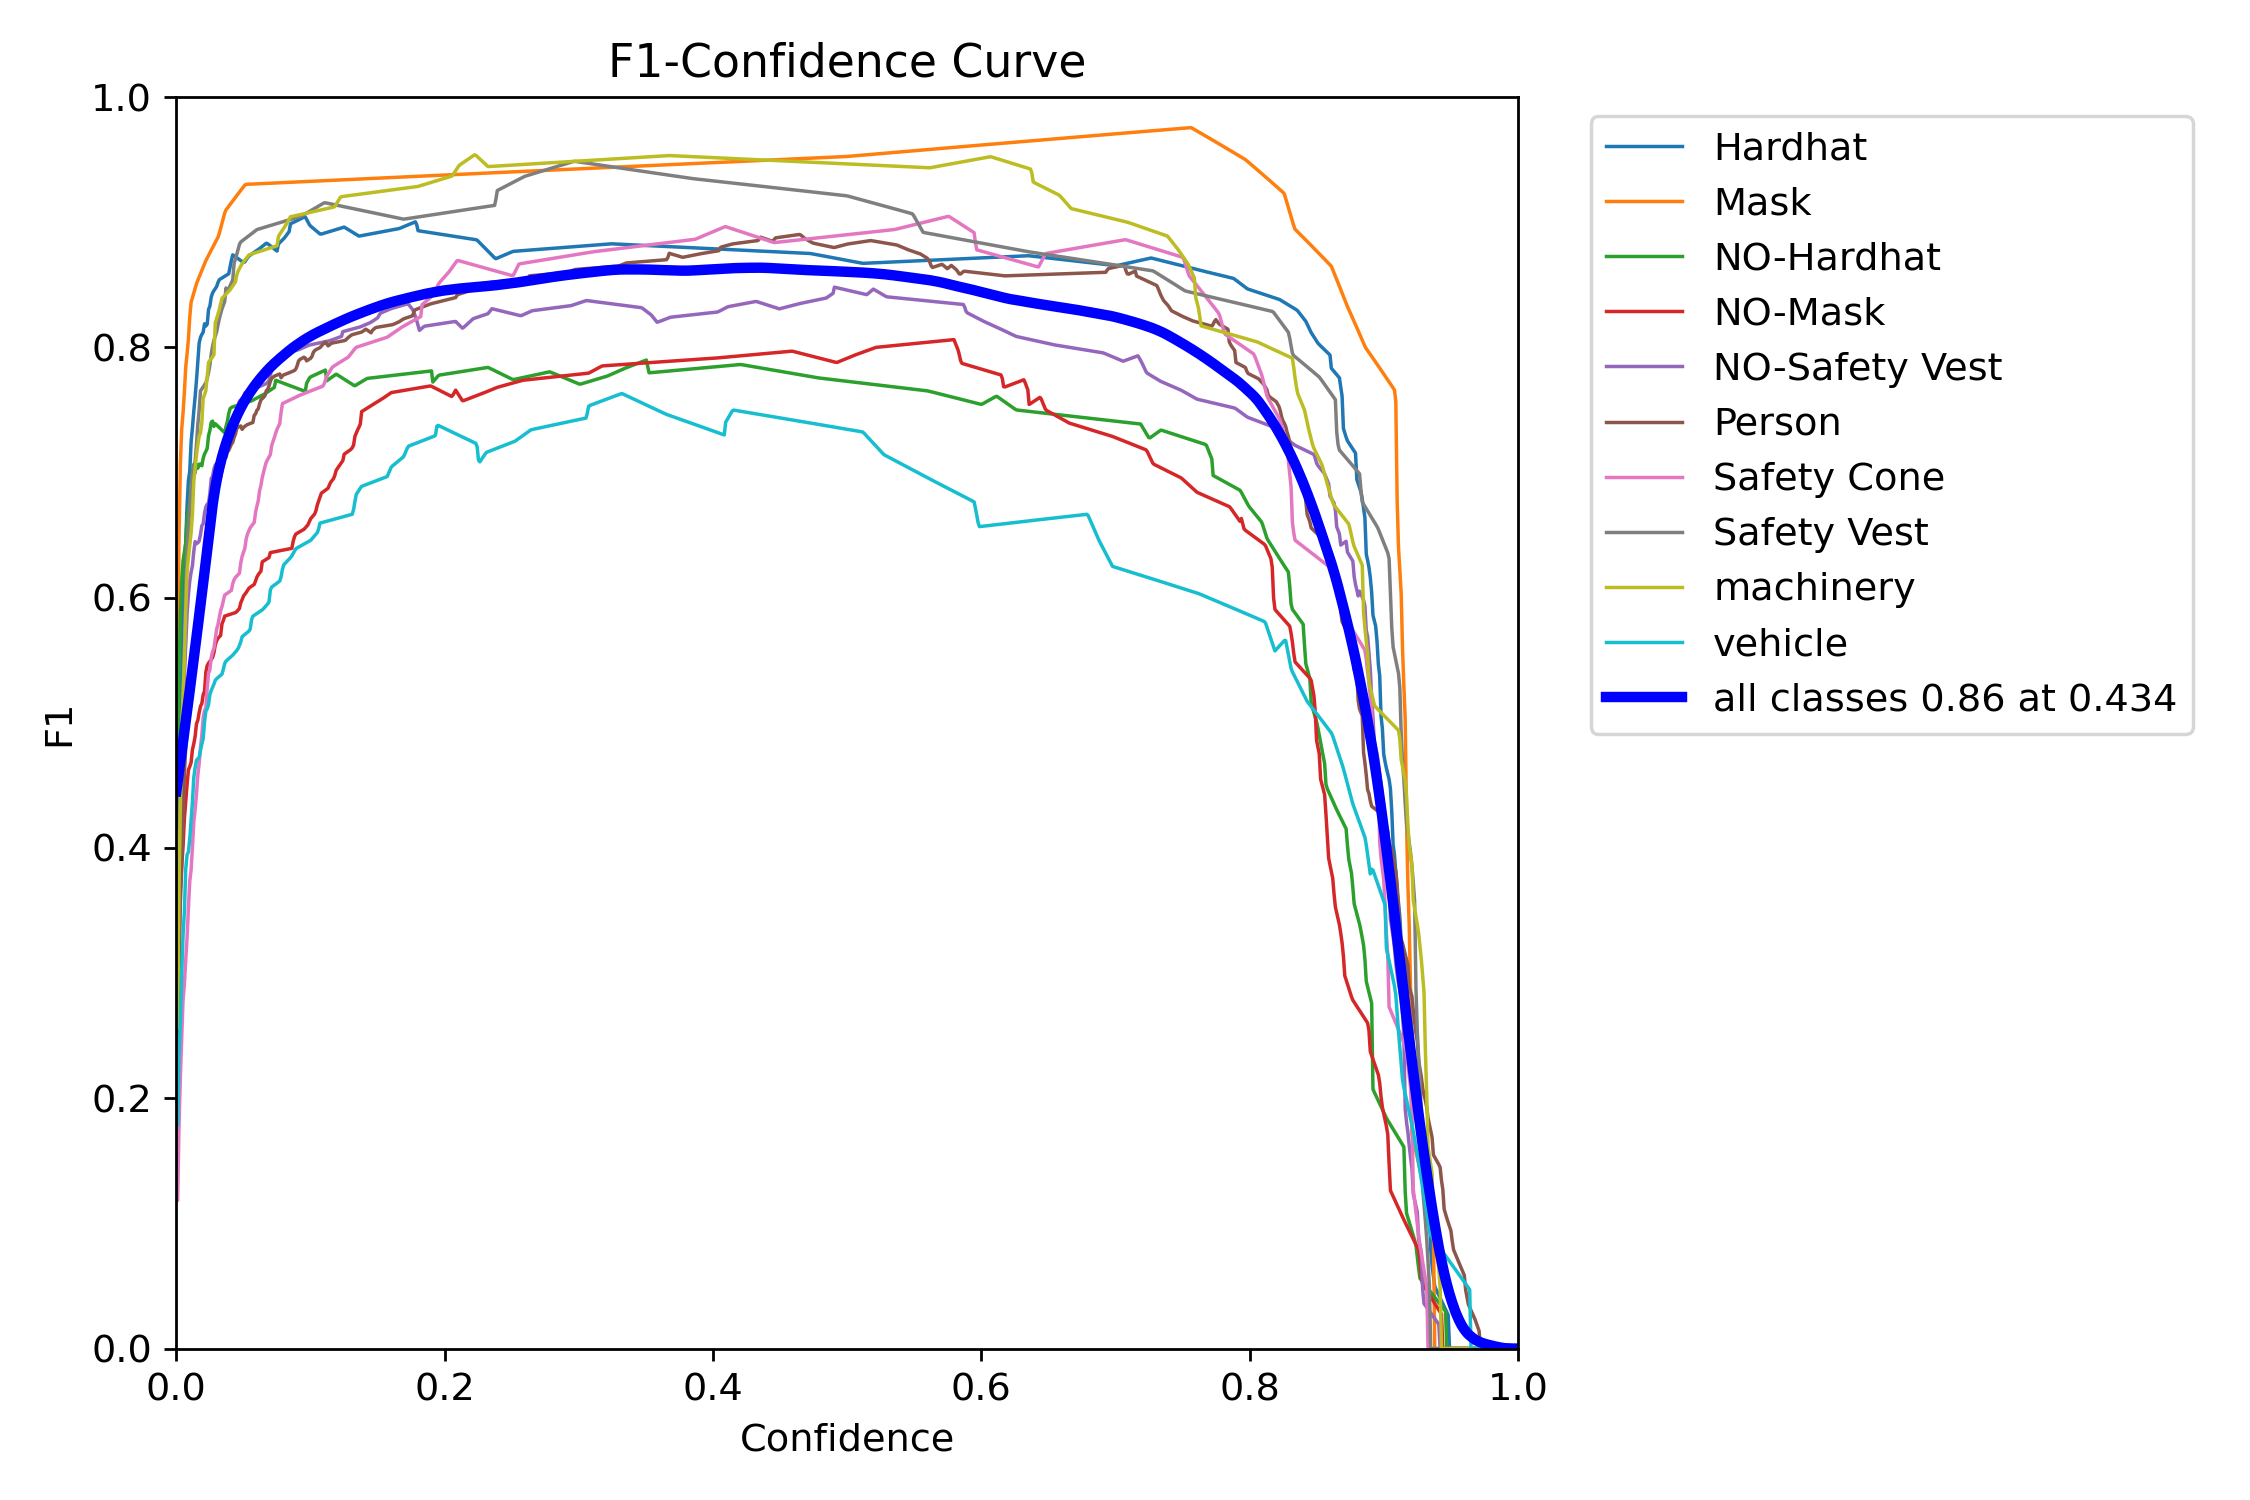 F1-Confidence Curve
1.0
0.8
0.6
0.4
0.2
0.0
F1
0.0 0.2 0.4 0.6 0.8 1.0
Confidence
Hardhat
Mask
NO-Hardhat
NO-Mask
NO-Safety Vest
Person
Safety Cone
Safety Vest
machinery
vehicle
all classes 0.86 at 0.434